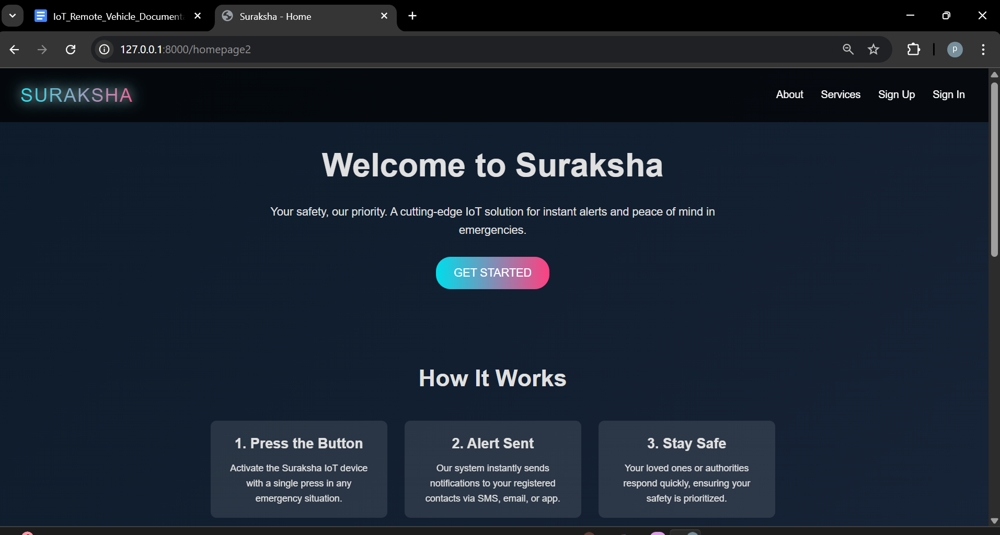 IoT_Remote_Vehicle_Document
Suraksha - Home
127.0.0.1:8000/homepage2
p
SURAKSHA
About Services Sign Up Sign In
Welcome to Suraksha
Your safety, our priority. A cutting-edge IoT solution for instant alerts and peace of mind in
emergencies.
GET STARTED
How It Works
1. Press the Button
Activate the Suraksha IoT device
with a single press in any
emergency situation.
2. Alert Sent
Our system instantly sends
notifications to your registered
contacts via SMS, email, or app.
3. Stay Safe
Your loved ones or authorities
respond quickly, ensuring your
safety is prioritized.